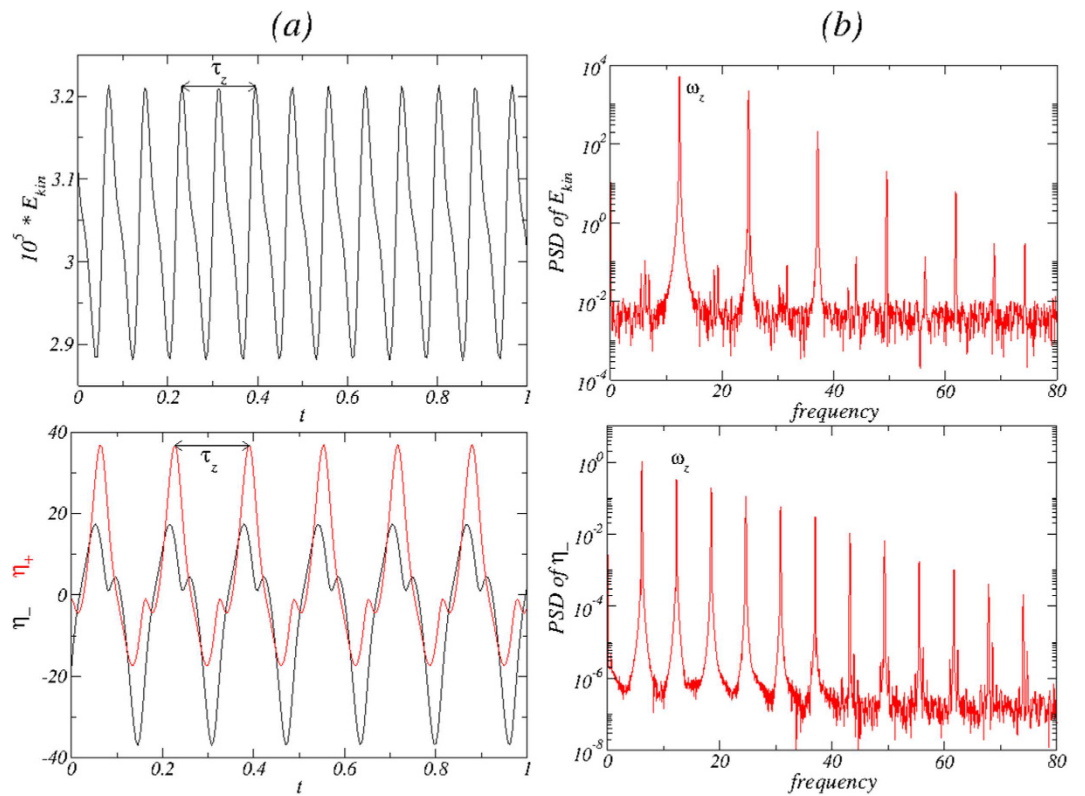 (a)
(b)
τ_z
10^5 * E_kin
3.2
3.1
3
2.9
0 0.2 0.4 0.6 0.8 1
t
PSD of E_kin
10^4
10^2
10^0
10^-2
10^-4
ω_z
0 20 40 60 80
frequency
η_- η_+
40
20
0
-20
-40
τ_z
0 0.2 0.4 0.6 0.8 1
t
PSD of η_-
10^0
10^-2
10^-4
10^-6
10^-8
ω_z
0 20 40 60 80
frequency